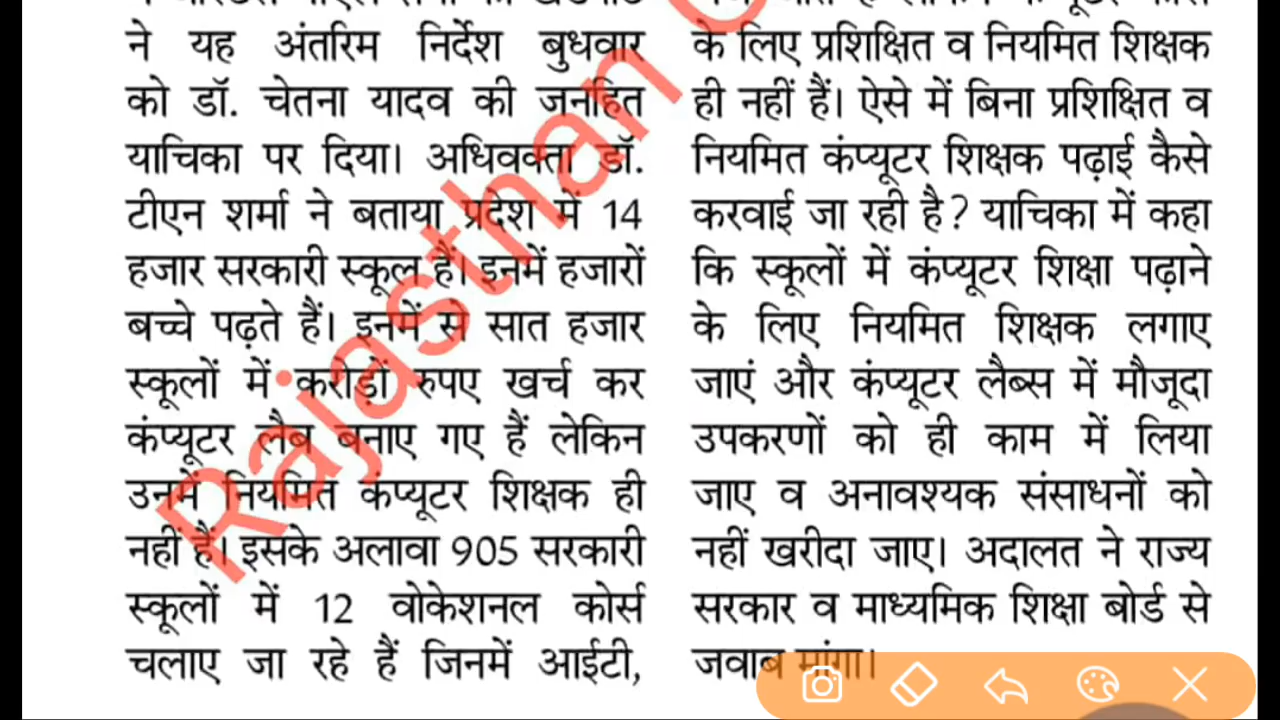 ने यह अंतरिम निर्देश बुधवार
को डॉ. चेतना यादव की जनहित
याचिका पर दिया। अधिवक्ता डॉ.
टीएन शर्मा ने बताया प्रदेश में 14
हजार सरकारी स्कूल हैं। इनमें हजारों
बच्चे पढ़ते हैं। इनमें से सात हजार
स्कूलों में करोड़ों रुपए खर्च कर
कंप्यूटर लैब बनाए गए हैं लेकिन
उनमें नियमित कंप्यूटर शिक्षक ही
नहीं हैं। इसके अलावा 905 सरकारी
स्कूलों में 12 वोकेशनल कोर्स
चलाए जा रहे हैं जिनमें आईटी,
के लिए प्रशिक्षित व नियमित शिक्षक
ही नहीं हैं। ऐसे में बिना प्रशिक्षित व
नियमित कंप्यूटर शिक्षक पढ़ाई कैसे
करवाई जा रही है? याचिका में कहा
कि स्कूलों में कंप्यूटर शिक्षा पढ़ाने
के लिए नियमित शिक्षक लगाए
जाएं और कंप्यूटर लैब्स में मौजूदा
उपकरणों को ही काम में लिया
जाए व अनावश्यक संसाधनों को
नहीं खरीदा जाए। अदालत ने राज्य
सरकार व माध्यमिक शिक्षा बोर्ड से
जवाब मांगा।
Rajasthan